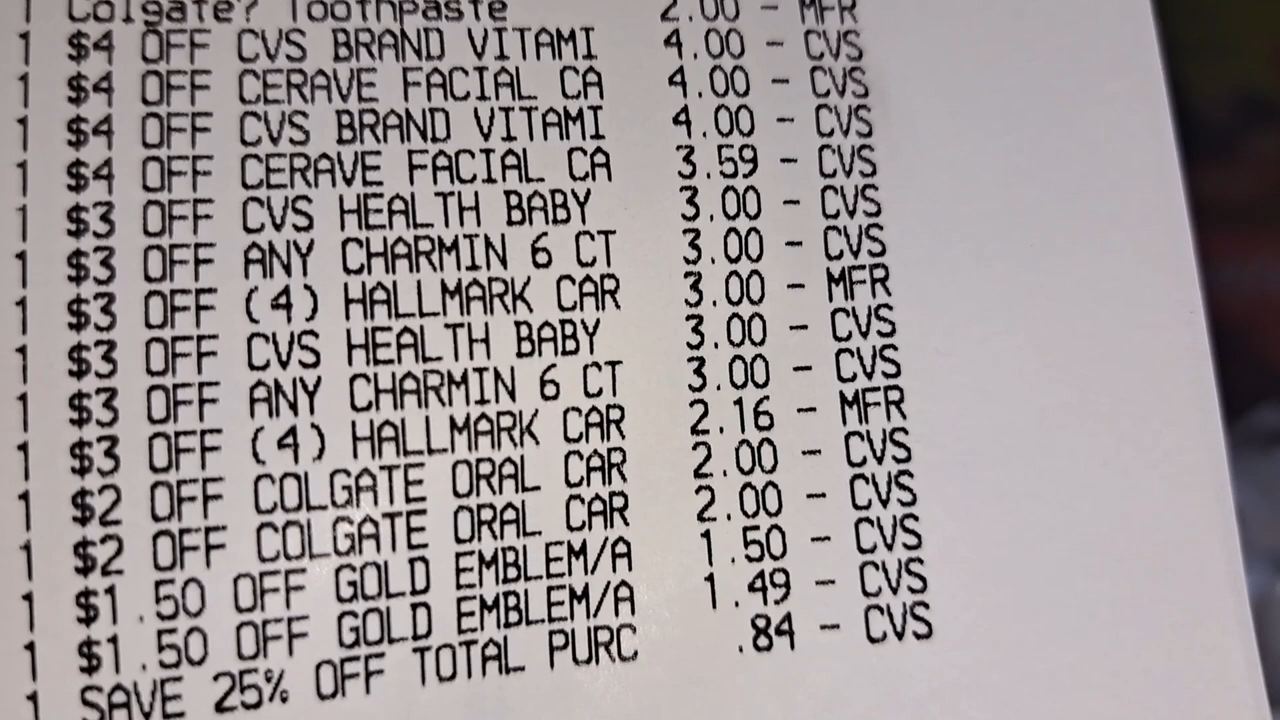 1 Colgate? Toothpaste 2.00 - MFR
1 $4 OFF CVS BRAND VITAMI 4.00 - CVS
1 $4 OFF CERAVE FACIAL CA 4.00 - CVS
1 $4 OFF CVS BRAND VITAMI 4.00 - CVS
1 $4 OFF CERAVE FACIAL CA 3.59 - CVS
1 $3 OFF CVS HEALTH BABY 3.00 - CVS
1 $3 OFF ANY CHARMIN 6 CT 3.00 - CVS
1 $3 OFF (4) HALLMARK CAR 3.00 - MFR
1 $3 OFF CVS HEALTH BABY 3.00 - CVS
1 $3 OFF ANY CHARMIN 6 CT 3.00 - CVS
1 $3 OFF (4) HALLMARK CAR 2.16 - MFR
1 $2 OFF COLGATE ORAL CAR 2.00 - CVS
1 $2 OFF COLGATE ORAL CAR 2.00 - CVS
1 $1.50 OFF GOLD EMBLEM/A 1.50 - CVS
1 $1.50 OFF GOLD EMBLEM/A 1.49 - CVS
1 SAVE 25% OFF TOTAL PURC .84 - CVS